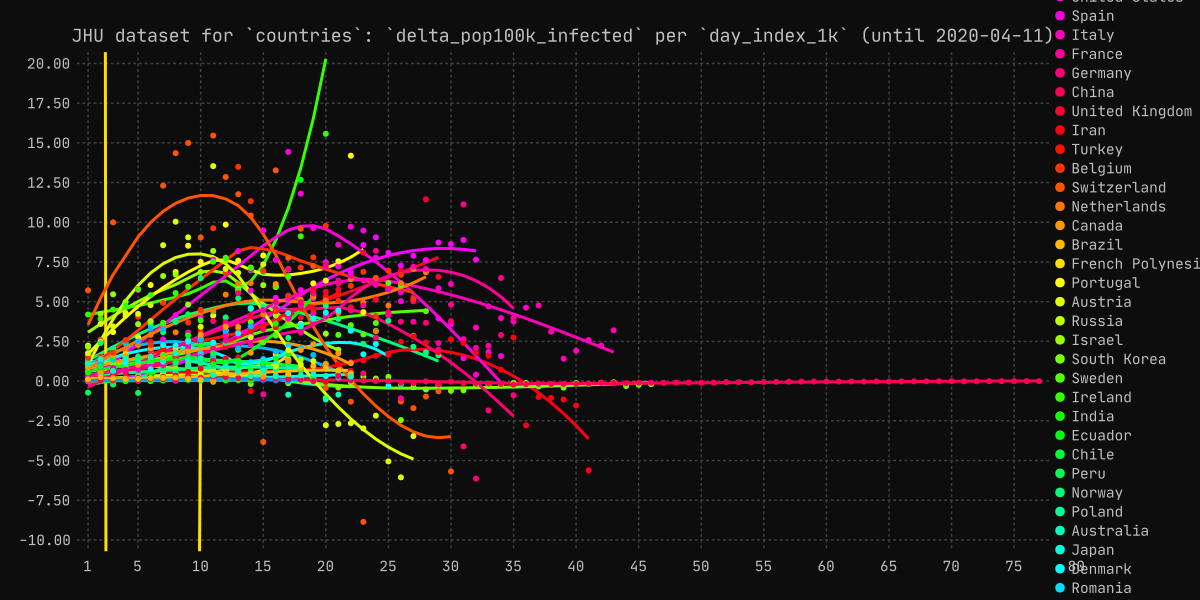 JHU dataset for `countries`: `delta_pop100k_infected` per `day_index_1k` (until 2020-04-11)
20.00
17.50
15.00
12.50
10.00
7.50
5.00
2.50
0.00
-2.50
-5.00
-7.50
-10.00
1 5 10 15 20 25 30 35 40 45 50 55 60 65 70 75 80
Spain
Italy
France
Germany
China
United Kingdom
Iran
Turkey
Belgium
Switzerland
Netherlands
Canada
Brazil
French Polynesi
Portugal
Austria
Russia
Israel
South Korea
Sweden
Ireland
India
Ecuador
Chile
Peru
Norway
Poland
Australia
Japan
Denmark
Romania